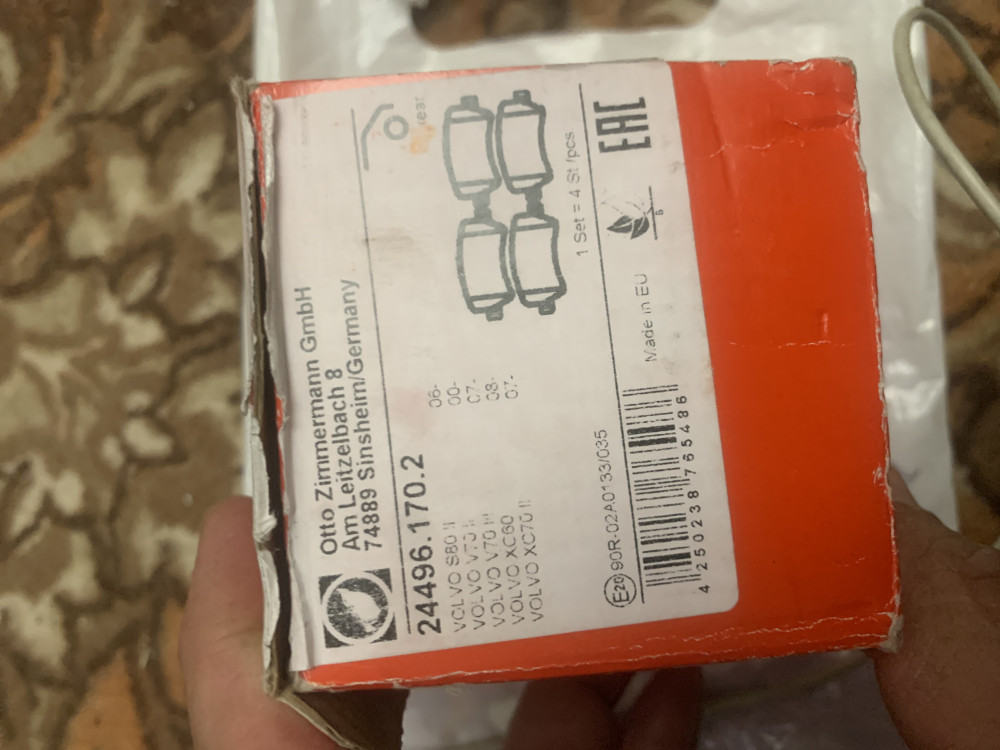 Otto Zimmermann GmbH
Am Leitzelbach 8
74889 Sinsheim/Germany
rear
24496.170.2
VOLVO S80 II 06-
VOLVO V70 II 00-
VOLVO V70 III 07-
VOLVO XC60 08-
VOLVO XC70 II 07-
1 Set = 4 St./pcs
E20 90R-02A0133/035
Made in EU
EAC
4 250238 765486